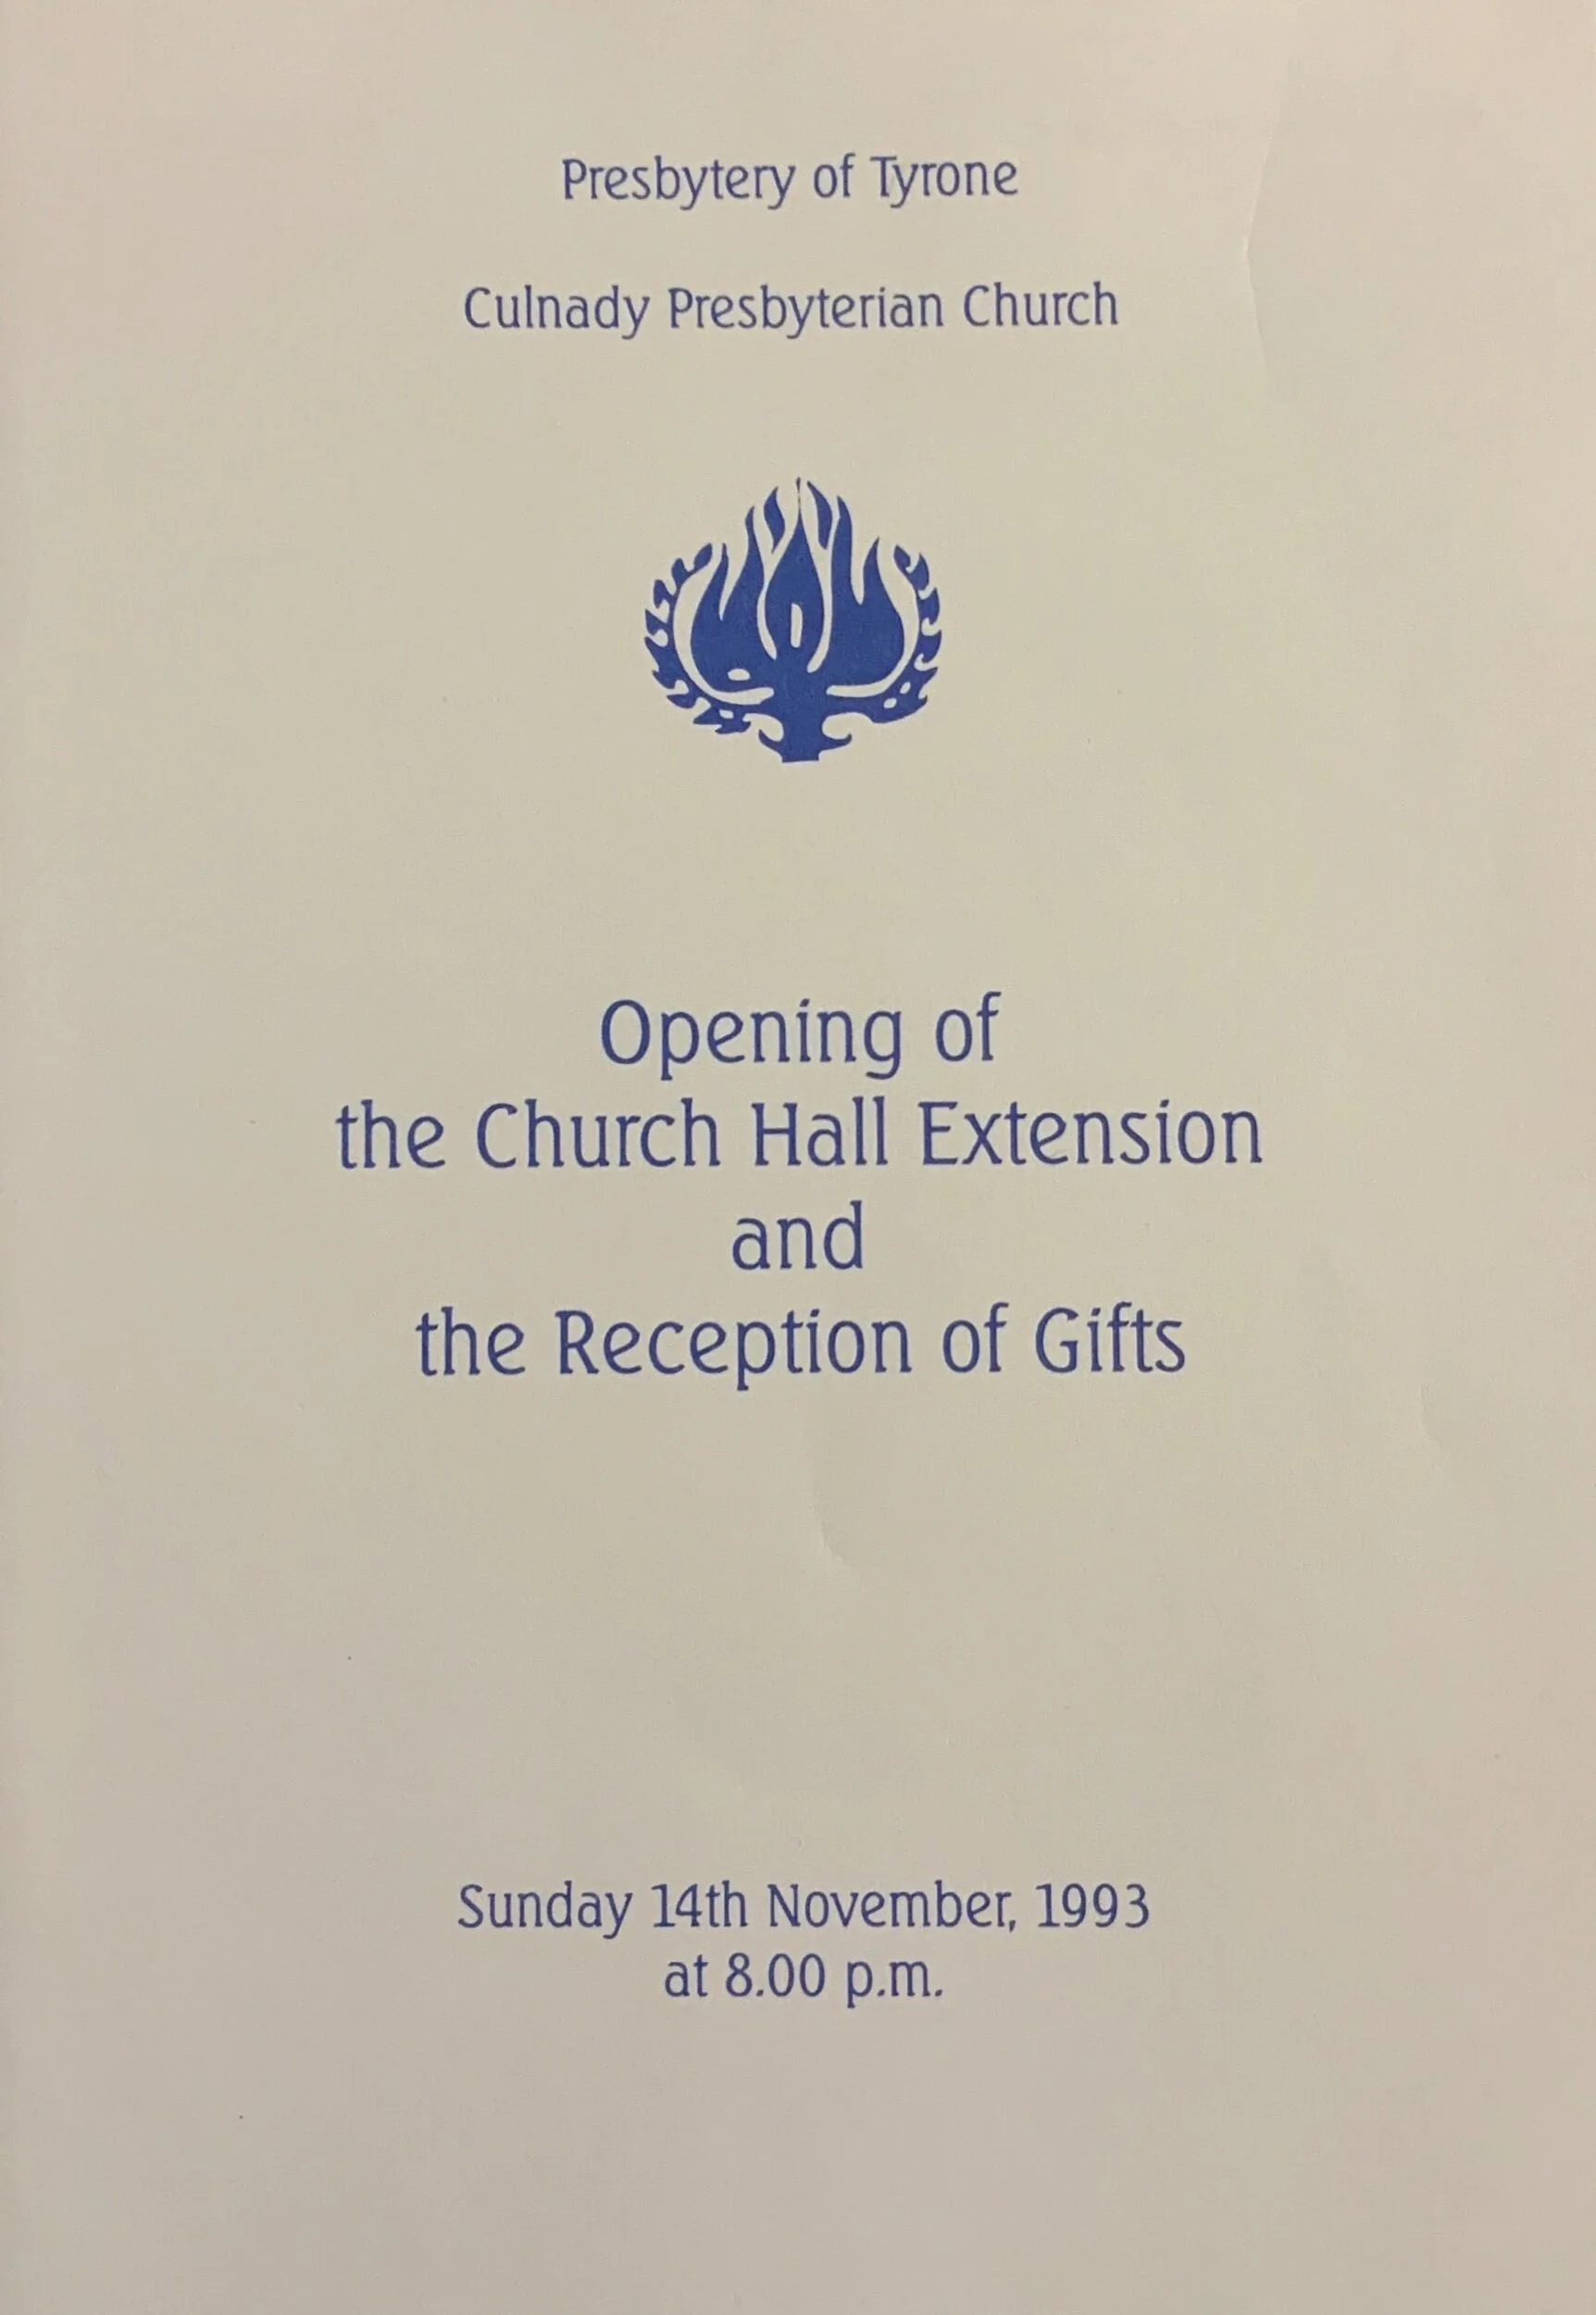 Presbytery of Tyrone
Culnady Presbyterian Church
Opening of
the Church Hall Extension
and
the Reception of Gifts
Sunday 14th November, 1993
at 8.00 p.m.